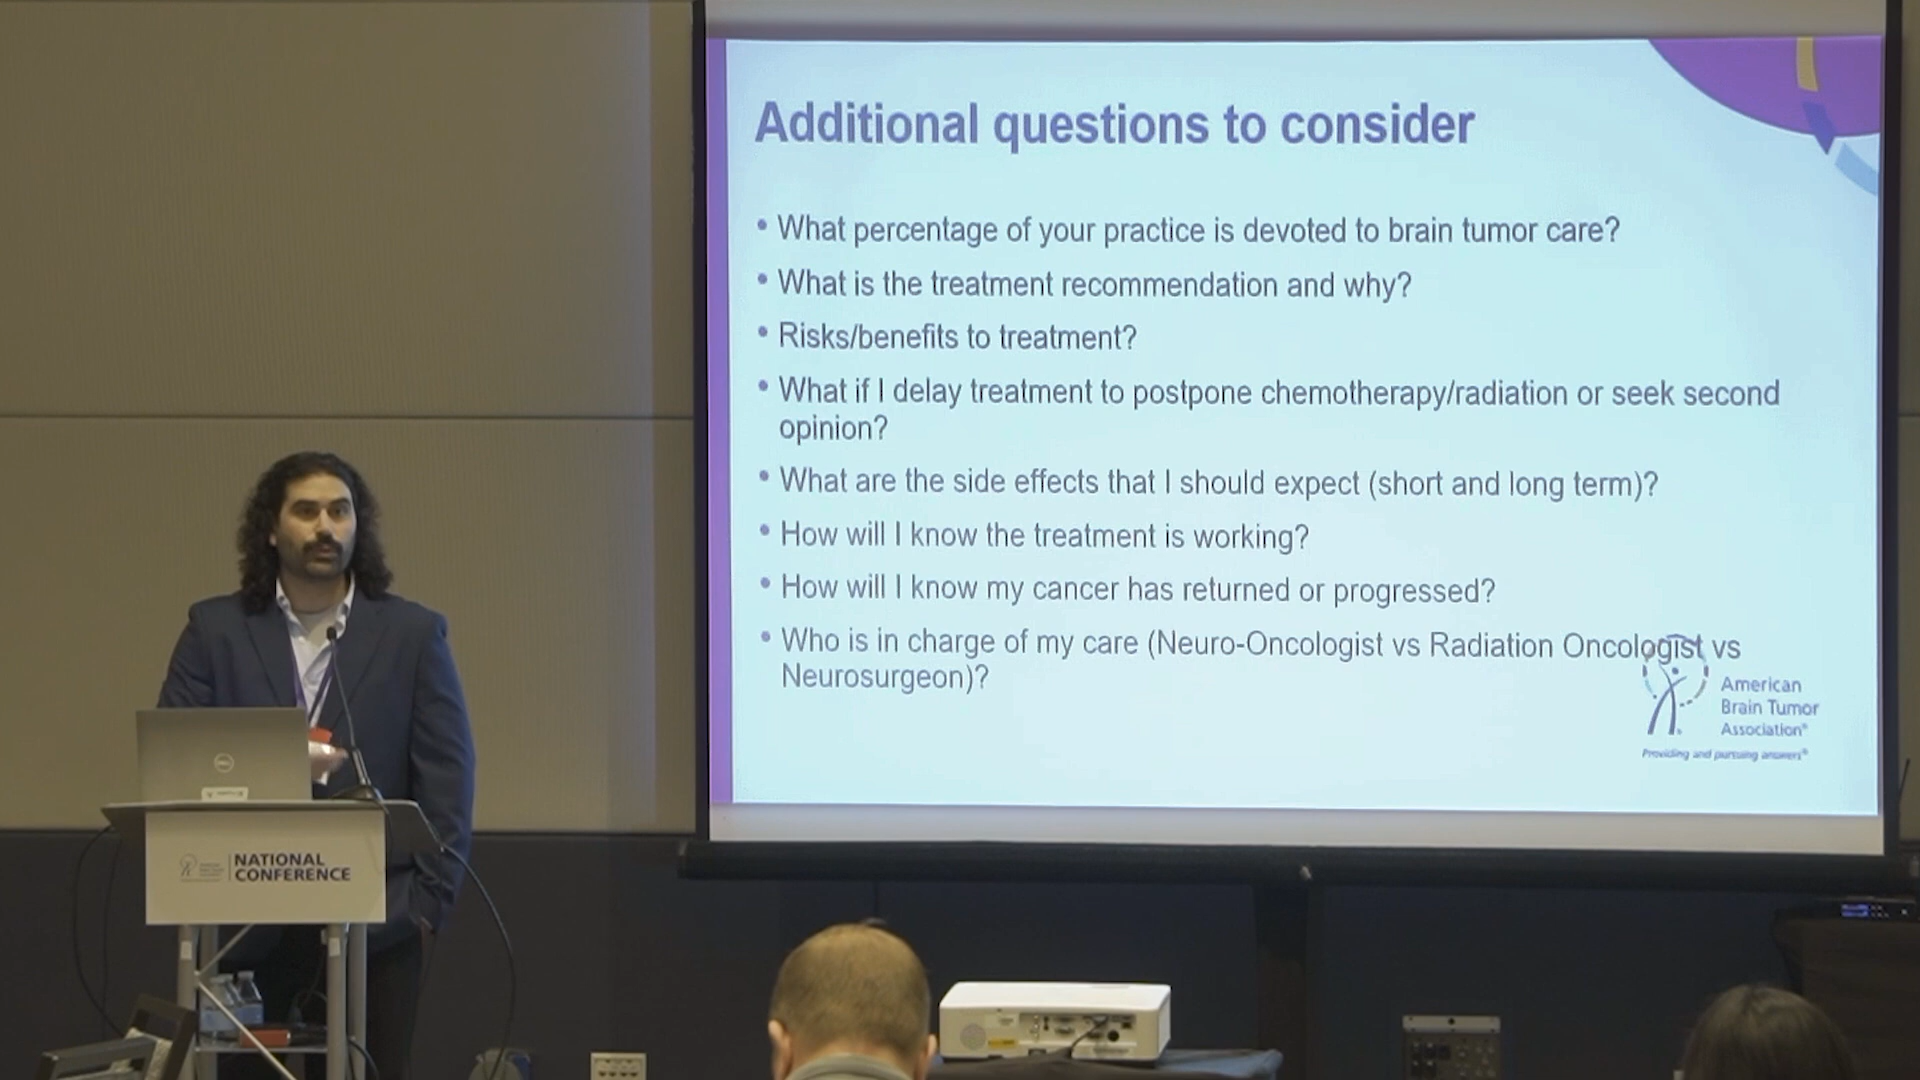 Additional questions to consider
• What percentage of your practice is devoted to brain tumor care?
• What is the treatment recommendation and why?
• Risks/benefits to treatment?
• What if I delay treatment to postpone chemotherapy/radiation or seek second
opinion?
• What are the side effects that I should expect (short and long term)?
• How will I know the treatment is working?
• How will I know my cancer has returned or progressed?
• Who is in charge of my care (Neuro-Oncologist vs Radiation Oncologist vs
Neurosurgeon)?
American
Brain Tumor
Association®
Providing and pursuing answers®
DELL
NATIONAL
CONFERENCE